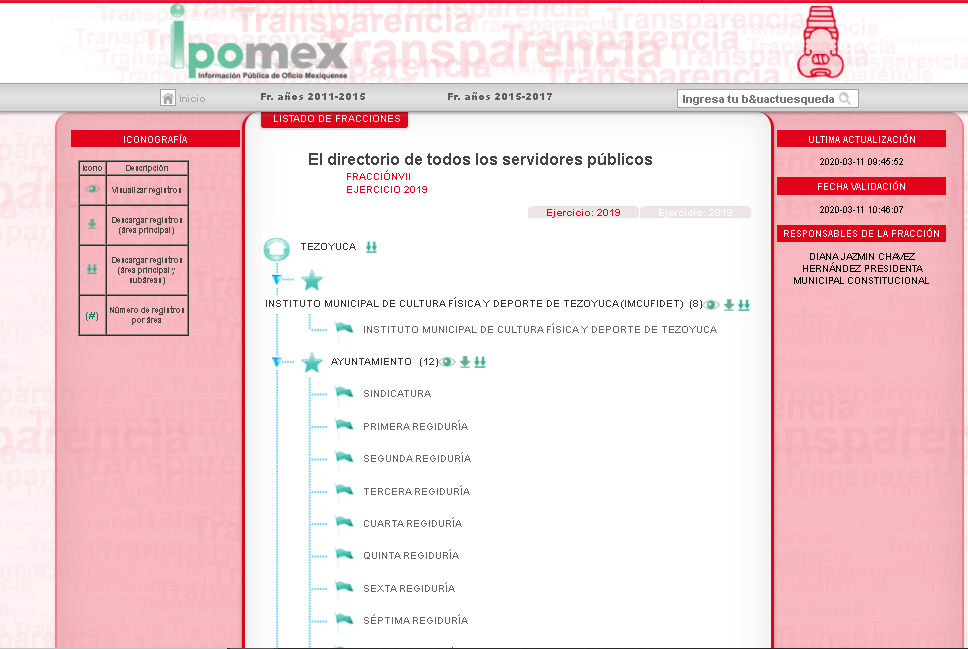 Transparencia
ipomex
Información Pública de Oficio Mexiquense
Inicio
Fr. años 2011-2015
Fr. años 2015-2017
Ingresa tu b&uactuesqueda
ICONOGRAFÍA
Icono Descripción
Visualizar registros
Descargar registros
(área principal)
Descargar registros
(área principal y
subáreas)
(#) Número de registros
por área
LISTADO DE FRACCIONES
El directorio de todos los servidores públicos
FRACCIÓNVII
EJERCICIO 2019
Ejercicio: 2019
Ejercicio: 2018
TEZOYUCA
INSTITUTO MUNICIPAL DE CULTURA FÍSICA Y DEPORTE DE TEZOYUCA(IMCUFIDET) (8)
INSTITUTO MUNICIPAL DE CULTURA FÍSICA Y DEPORTE DE TEZOYUCA
AYUNTAMIENTO (12)
SINDICATURA
PRIMERA REGIDURÍA
SEGUNDA REGIDURÍA
TERCERA REGIDURÍA
CUARTA REGIDURÍA
QUINTA REGIDURÍA
SEXTA REGIDURÍA
SÉPTIMA REGIDURÍA
ULTIMA ACTUALIZACIÓN
2020-03-11 09:45:52
FECHA VALIDACIÓN
2020-03-11 10:46:07
RESPONSABLES DE LA FRACCIÓN
DIANA JAZMIN CHAVEZ
HERNÁNDEZ PRESIDENTA
MUNICIPAL CONSTITUCIONAL